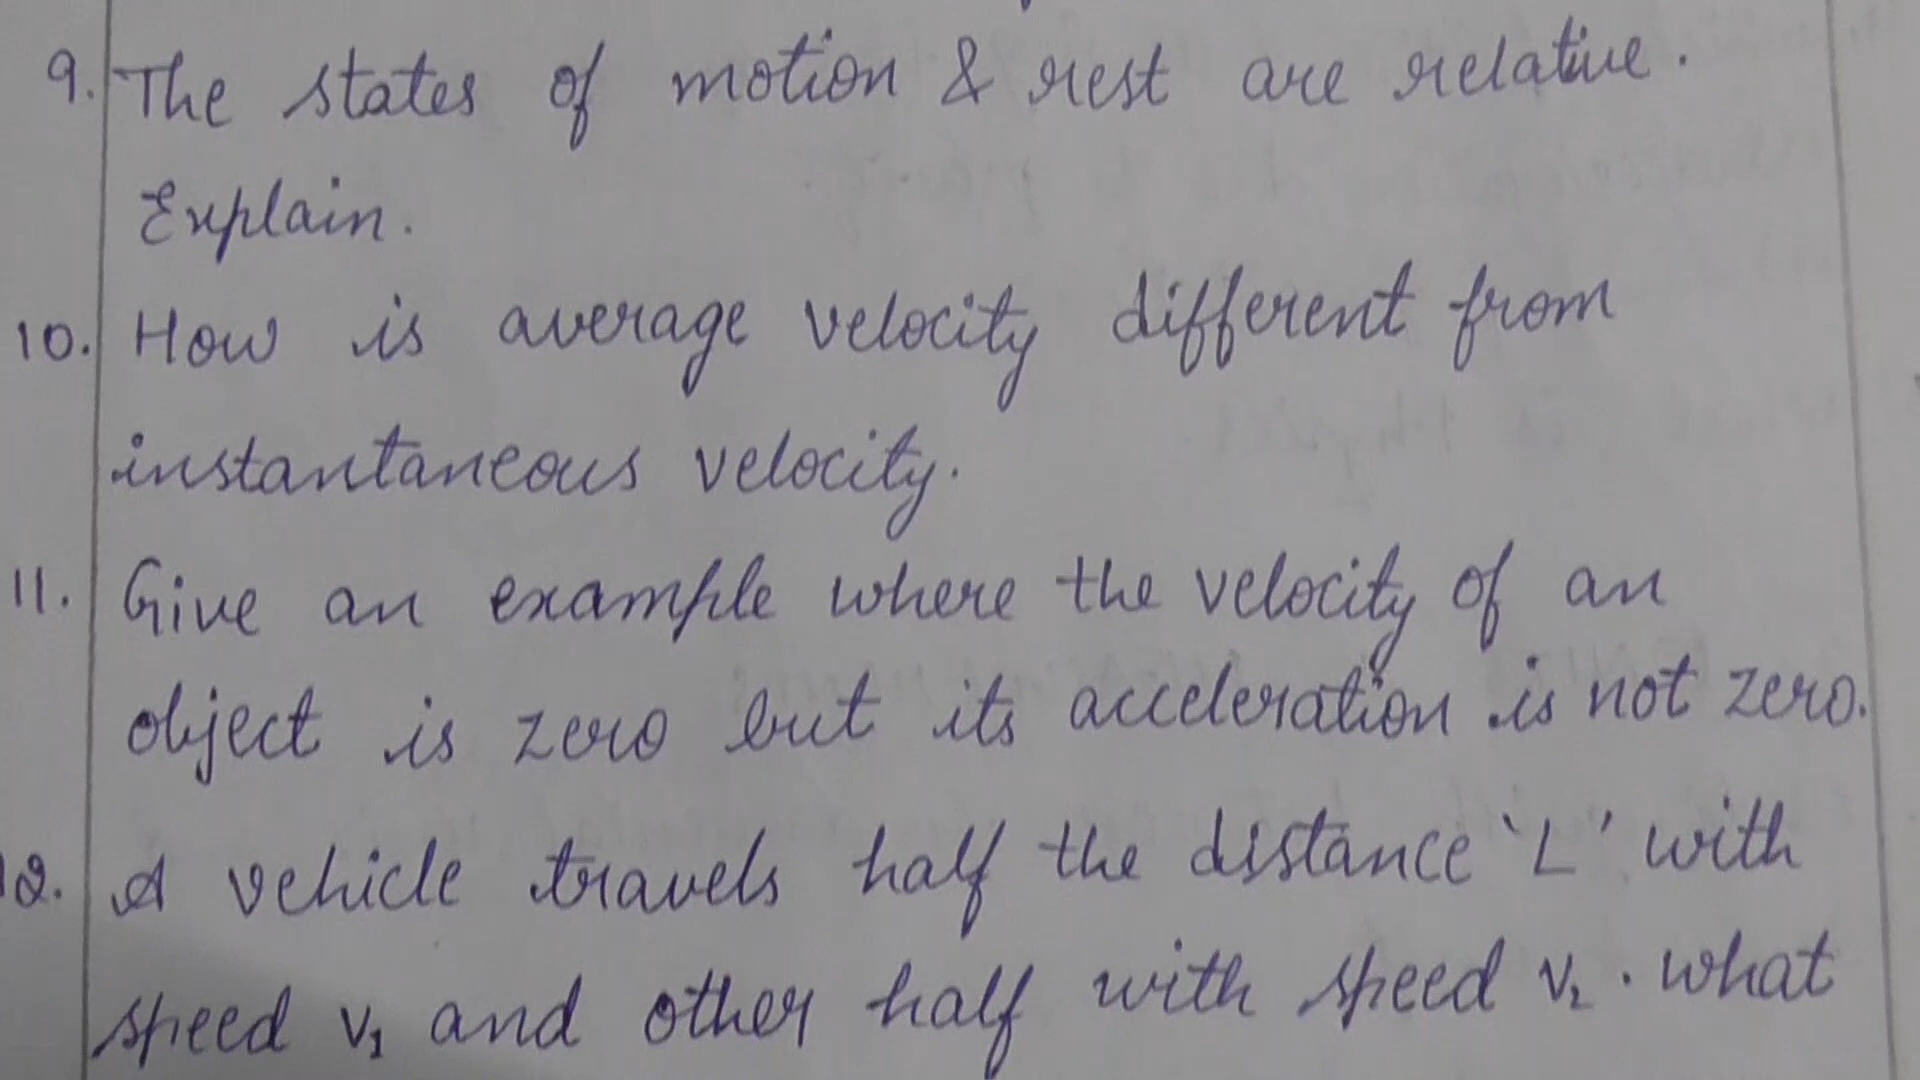 9. The states of motion & rest are relative.
Explain.
10. How is average velocity different from
instantaneous velocity.
11. Give an example where the velocity of an
object is zero but its acceleration is not zero.
12. A vehicle travels half the distance 'L' with
speed v₁ and other half with speed v₂. what